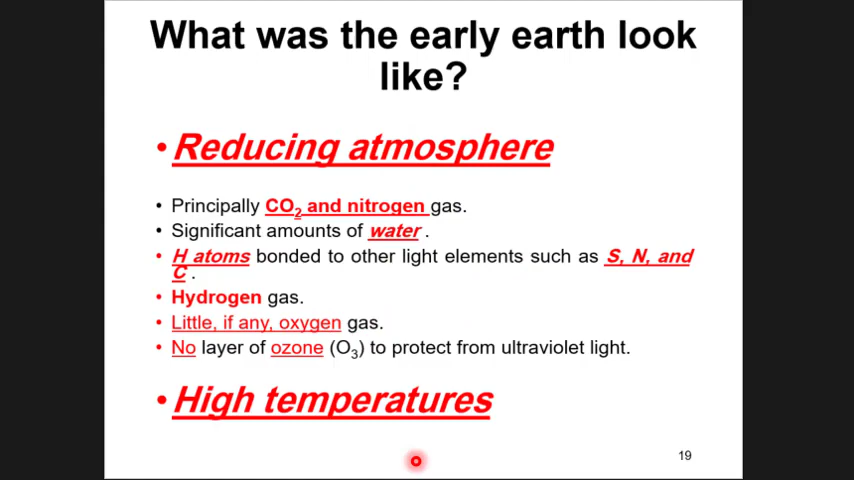 What was the early earth look
like?
• Reducing atmosphere
• Principally CO₂ and nitrogen gas.
• Significant amounts of water .
• H atoms bonded to other light elements such as S, N, and
C .
• Hydrogen gas.
• Little, if any, oxygen gas.
• No layer of ozone (O₃) to protect from ultraviolet light.
• High temperatures
19